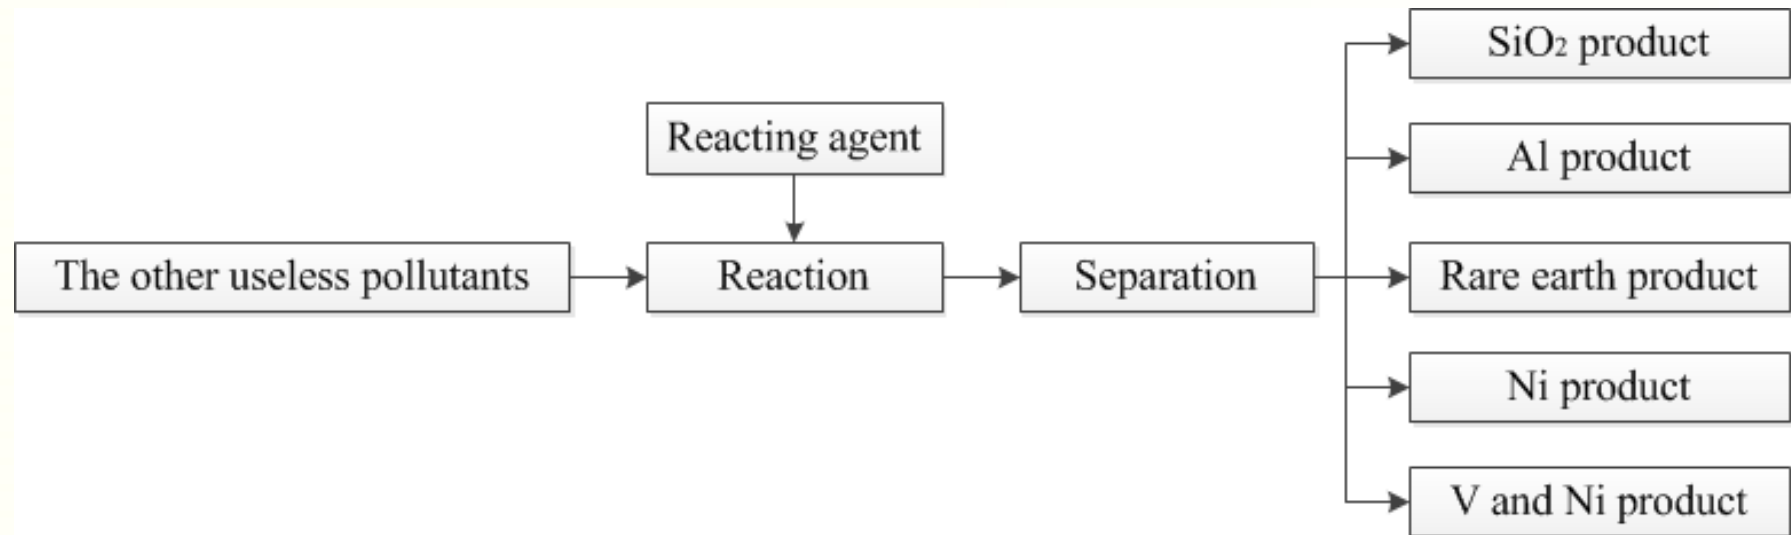 SiO₂ product
Reacting agent
Al product
The other useless pollutants
Reaction
Separation
Rare earth product
Ni product
V and Ni product